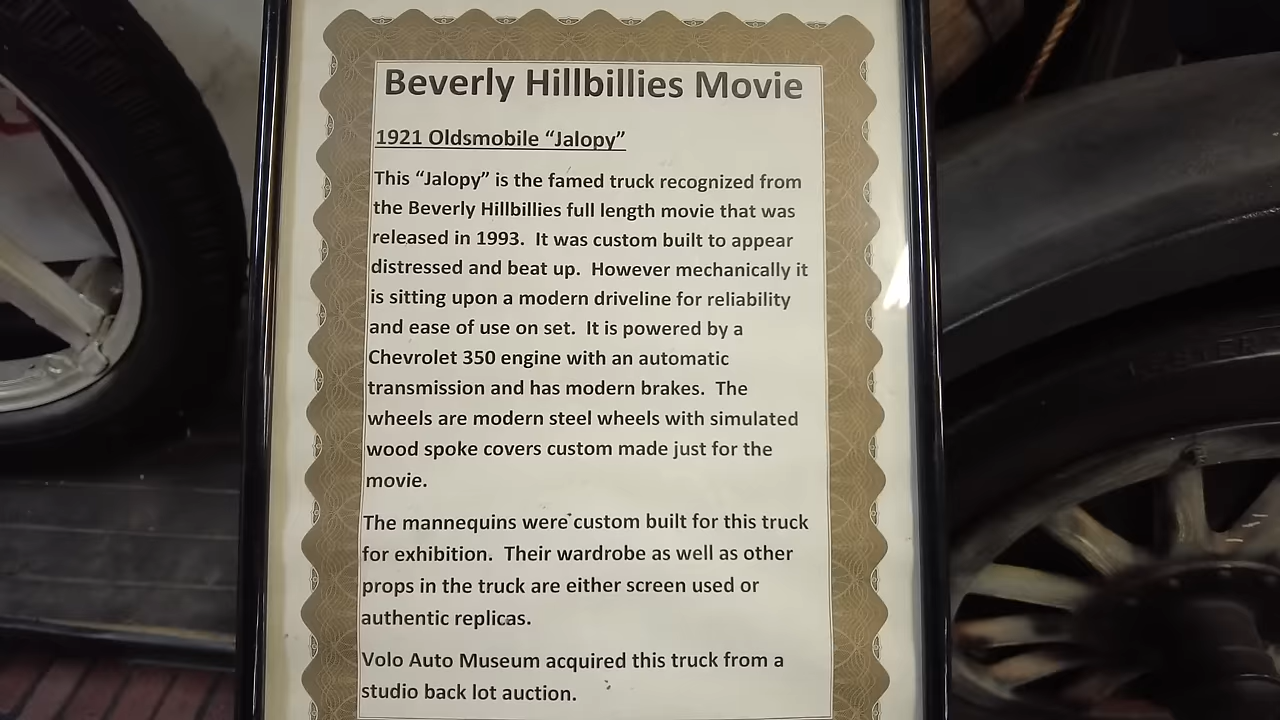 Beverly Hillbillies Movie
1921 Oldsmobile “Jalopy”
This “Jalopy” is the famed truck recognized from
the Beverly Hillbillies full length movie that was
released in 1993.  It was custom built to appear
distressed and beat up.  However mechanically it
is sitting upon a modern driveline for reliability
and ease of use on set.  It is powered by a
Chevrolet 350 engine with an automatic
transmission and has modern brakes.  The
wheels are modern steel wheels with simulated
wood spoke covers custom made just for the
movie.
The mannequins were custom built for this truck
for exhibition.  Their wardrobe as well as other
props in the truck are either screen used or
authentic replicas.
Volo Auto Museum acquired this truck from a
studio back lot auction.